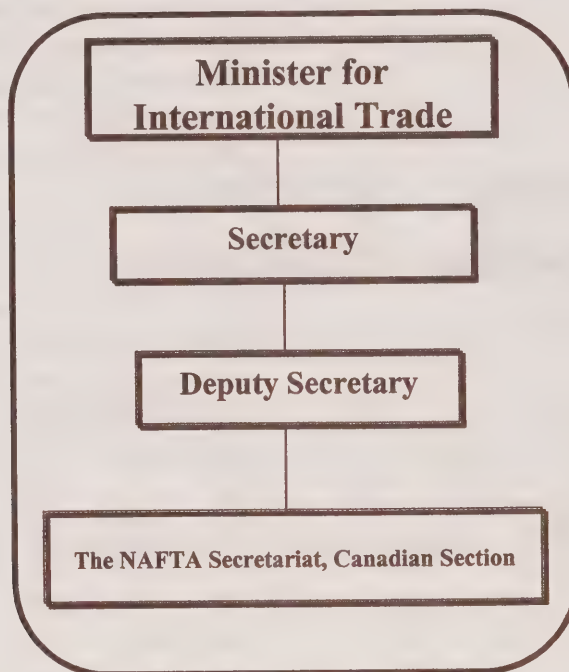 Minister for
International Trade
Secretary
Deputy Secretary
The NAFTA Secretariat, Canadian Section